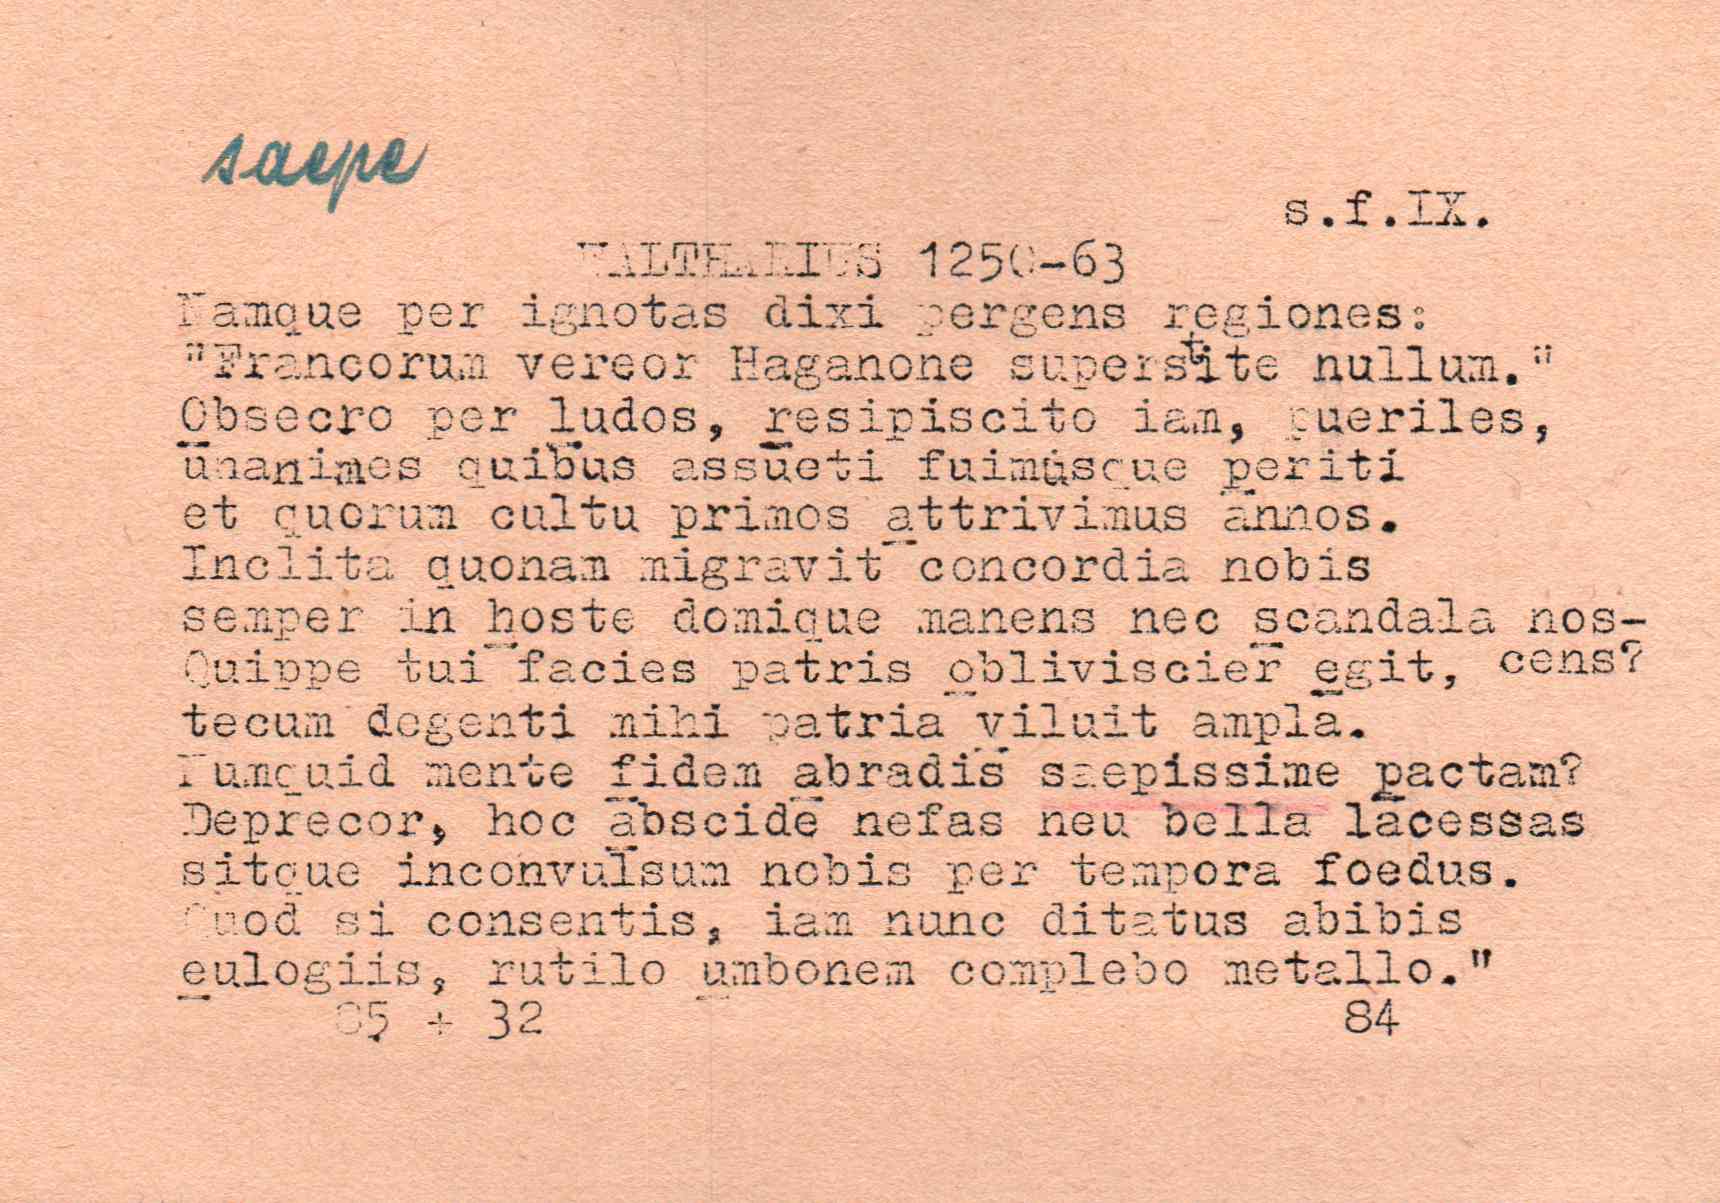 saepe
s.f.IX.
WALTHARIUS 1250-63
Namque per ignotas dixi pergens regiones:
"Francorum vereor Haganone superstite nullum."
Obsecro per ludos, resipiscito iam, pueriles,
unanimes quibus assueti fuimusque periti
et quorum cultu primos attrivimus annos.
Inclita quonam migravit concordia nobis
semper in hoste domique manens nec scandala nos-
cens?
Quippe tui facies patris obliviscier egit,
tecum degenti mihi patria viluit ampla.
Numquid mente fidem abradis saepissime pactam?
Deprecor, hoc abscide nefas neu bella lacessas
sitque inconvulsum nobis per tempora foedus.
Quod si consentis, iam nunc ditatus abibis
eulogiis, rutilo umbonem complebo metallo."
85 + 32 84